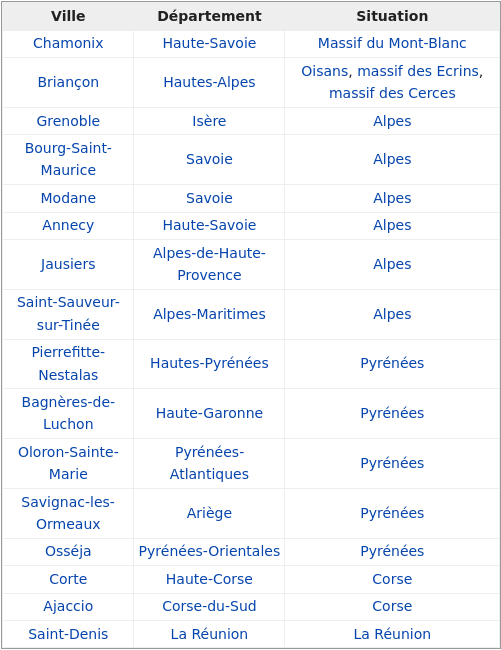 Ville Département Situation
Chamonix Haute-Savoie Massif du Mont-Blanc
Briançon Hautes-Alpes Oisans, massif des Ecrins,
massif des Cerces
Grenoble Isère Alpes
Bourg-Saint-
Maurice Savoie Alpes
Modane Savoie Alpes
Annecy Haute-Savoie Alpes
Jausiers Alpes-de-Haute-
Provence Alpes
Saint-Sauveur-
sur-Tinée Alpes-Maritimes Alpes
Pierrefitte-
Nestalas Hautes-Pyrénées Pyrénées
Bagnères-de-
Luchon Haute-Garonne Pyrénées
Oloron-Sainte-
Marie Pyrénées-
Atlantiques Pyrénées
Savignac-les-
Ormeaux Ariège Pyrénées
Osséja Pyrénées-Orientales Pyrénées
Corte Haute-Corse Corse
Ajaccio Corse-du-Sud Corse
Saint-Denis La Réunion La Réunion